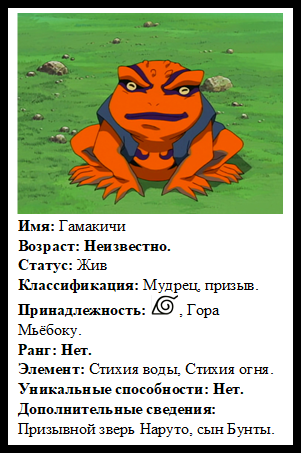 Имя: Гамакичи
Возраст: Неизвестно.
Статус: Жив
Классификация: Мудрец, призыв.
Принадлежность: , Гора
Мьёбоку.
Ранг: Нет.
Элемент: Стихия воды, Стихия огня.
Уникальные способности: Нет.
Дополнительные сведения:
Призывной зверь Наруто, сын Бунты.